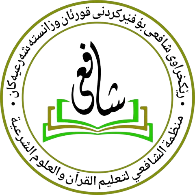 ڕێکخراوی شافعی بۆ فێرکردنی قورئان وزانستە شەرعیەکان
شافعي
منظمة الشافعي لتعليم القرآن والعلوم الشرعية